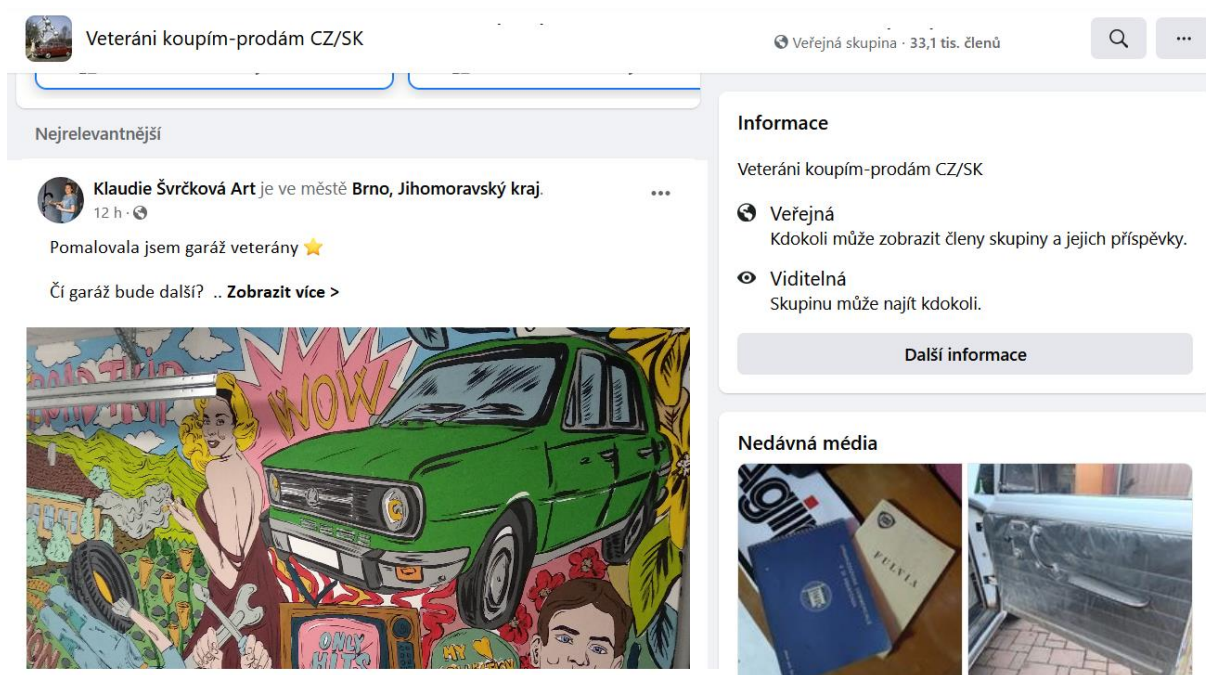 Veteráni koupím-prodám CZ/SK
Veřejná skupina · 33,1 tis. členů
Nejrelevantnější
Klaudie Švrčková Art je ve městě Brno, Jihomoravský kraj.
12 h ·
Pomalovala jsem garáž veterány
Čí garáž bude další? .. Zobrazit více >
WOW
ONLY
HITS
MY
Informace
Veteráni koupím-prodám CZ/SK
Veřejná
Kdokoli může zobrazit členy skupiny a jejich příspěvky.
Viditelná
Skupinu může najít kdokoli.
Další informace
Nedávná média
Agip
FULVIA